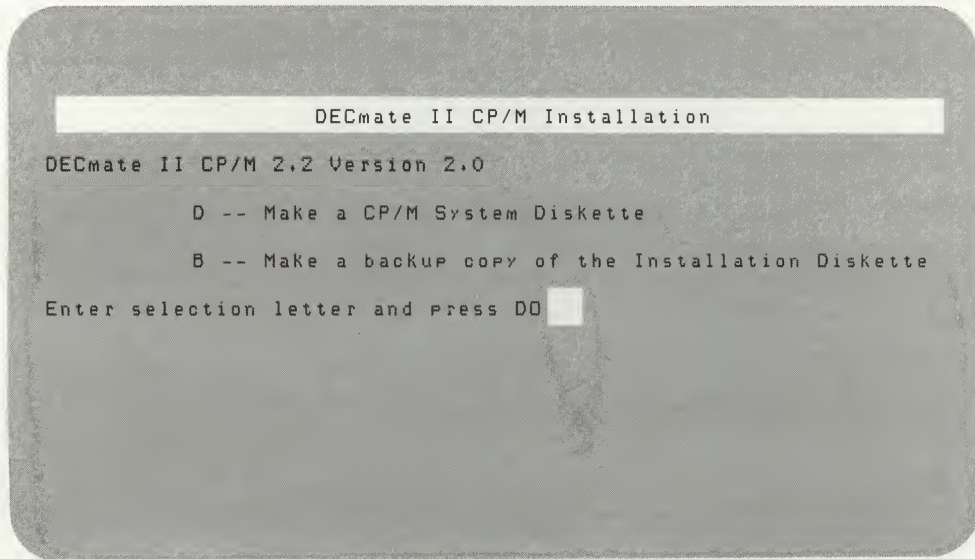 DECmate II CP/M Installation
DECmate II CP/M 2.2 Version 2.0
D -- Make a CP/M System Diskette
B -- Make a backup copy of the Installation Diskette
Enter selection letter and press DO